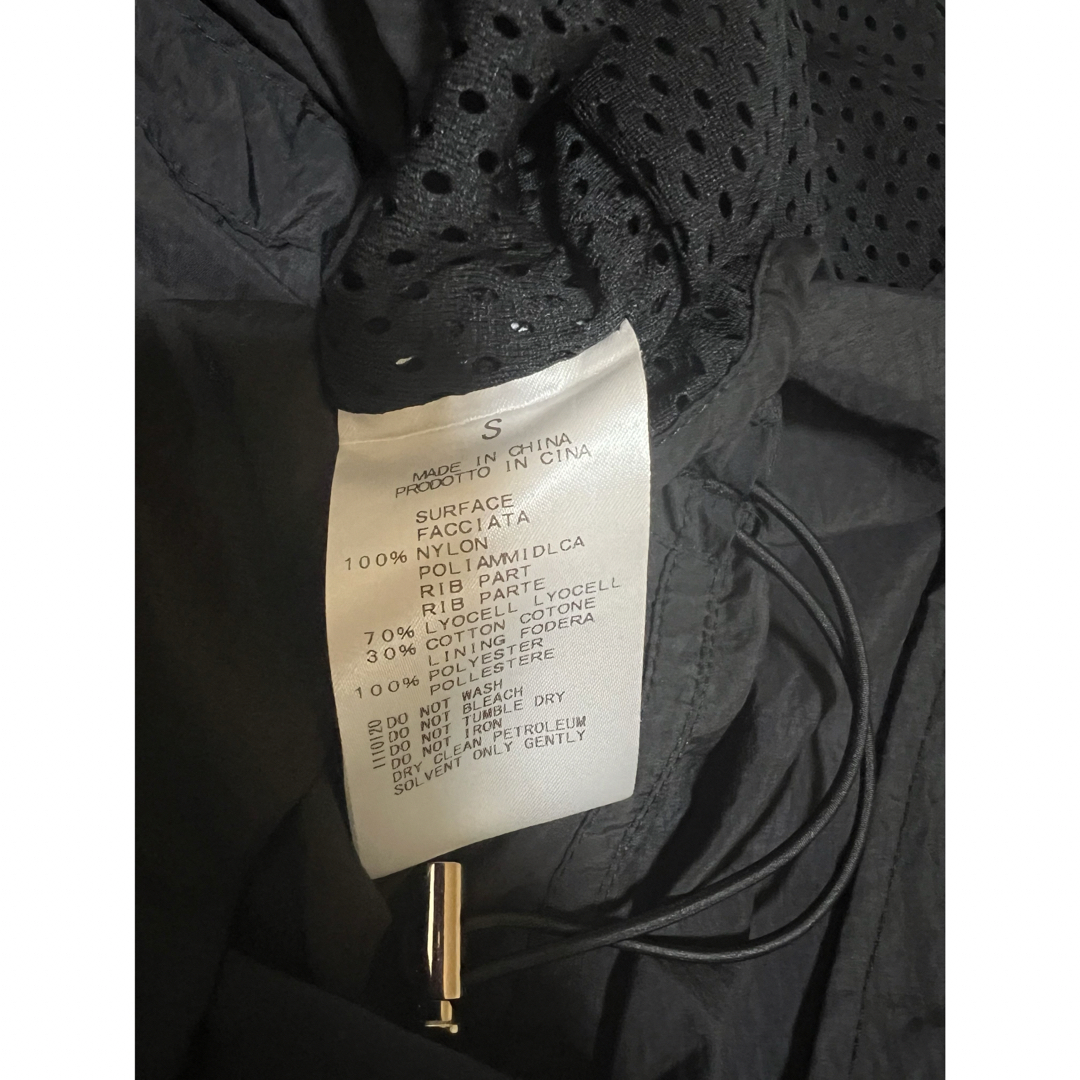 S
MADE IN CHINA
PRODOTTO IN CINA
SURFACE
FACCIATA
100% NYLON
POLIAMMIDLCA
RIB PART
RIB PARTE
70% LYOCELL LYOCELL
30% COTTON COTONE
LINING FODERA
100% POLYESTER
POLLESTERE
DO NOT WASH
DO NOT BLEACH
DO NOT TUMBLE DRY
DO NOT IRON
DRY CLEAN PETROLEUM
SOLVENT ONLY GENTLY
1110120